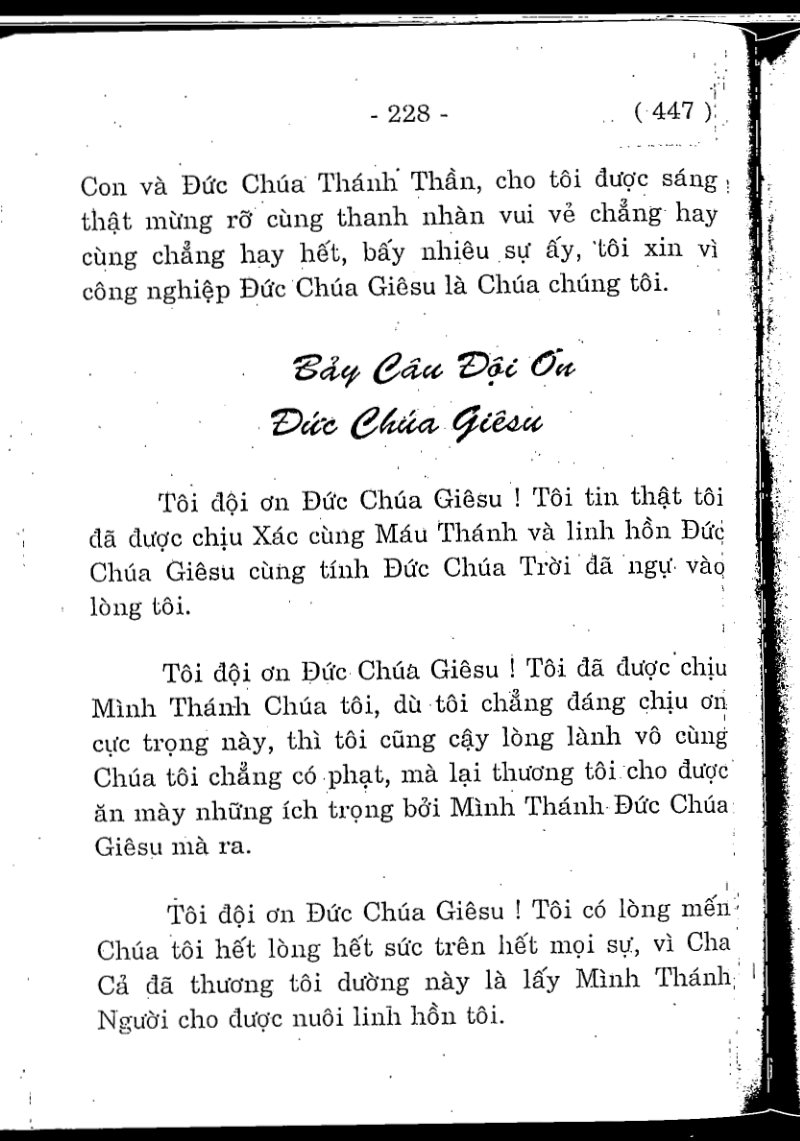 - 228 - ( 447 )
Con và Đức Chúa Thánh Thần, cho tôi được sáng
thật mừng rỡ cùng thanh nhàn vui vẻ chẳng hay
cùng chẳng hay hết, bấy nhiêu sự ấy, tôi xin vì
công nghiệp Đức Chúa Giêsu là Chúa chúng tôi.
Bảy Câu Đội Ơn
Đức Chúa Giêsu
Tôi đội ơn Đức Chúa Giêsu ! Tôi tin thật tôi
đã được chịu Xác cùng Máu Thánh và linh hồn Đức
Chúa Giêsu cùng tính Đức Chúa Trời đã ngự vào
lòng tôi.
Tôi đội ơn Đức Chúa Giêsu ! Tôi đã được chịu
Mình Thánh Chúa tôi, dù tôi chẳng đáng chịu ơn
cực trọng này, thì tôi cũng cậy lòng lành vô cùng
Chúa tôi chẳng có phạt, mà lại thương tôi cho được
ăn mày những ích trọng bởi Mình Thánh Đức Chúa
Giêsu mà ra.
Tôi đội ơn Đức Chúa Giêsu ! Tôi có lòng mến
Chúa tôi hết lòng hết sức trên hết mọi sự, vì Cha
Cả đã thương tôi dường này là lấy Mình Thánh
Người cho được nuôi linh hồn tôi.